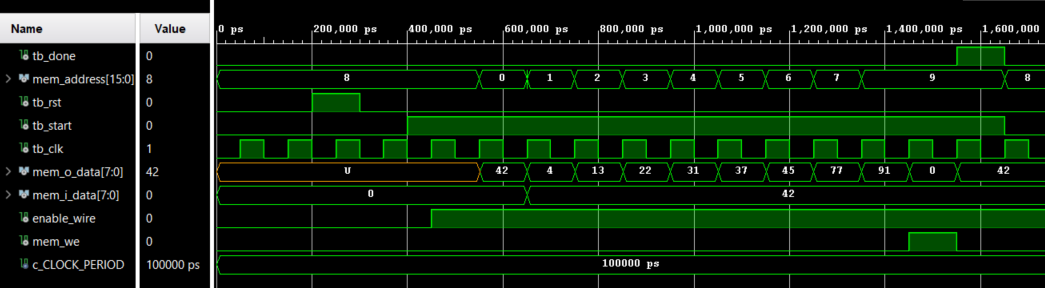 Name Value 0 ps 200,000 ps 400,000 ps 600,000 ps 800,000 ps 1,000,000 ps 1,200,000 ps 1,400,000 ps 1,600,000
tb_done 0
mem_address[15:0] 8 8 0 1 2 3 4 5 6 7 9 8
tb_rst 0
tb_start 0
tb_clk 1
mem_o_data[7:0] 42 U 42 4 13 22 31 37 45 77 91 0 42
mem_i_data[7:0] 0 0 42
enable_wire 0
mem_we 0
c_CLOCK_PERIOD 100000 ps 100000 ps